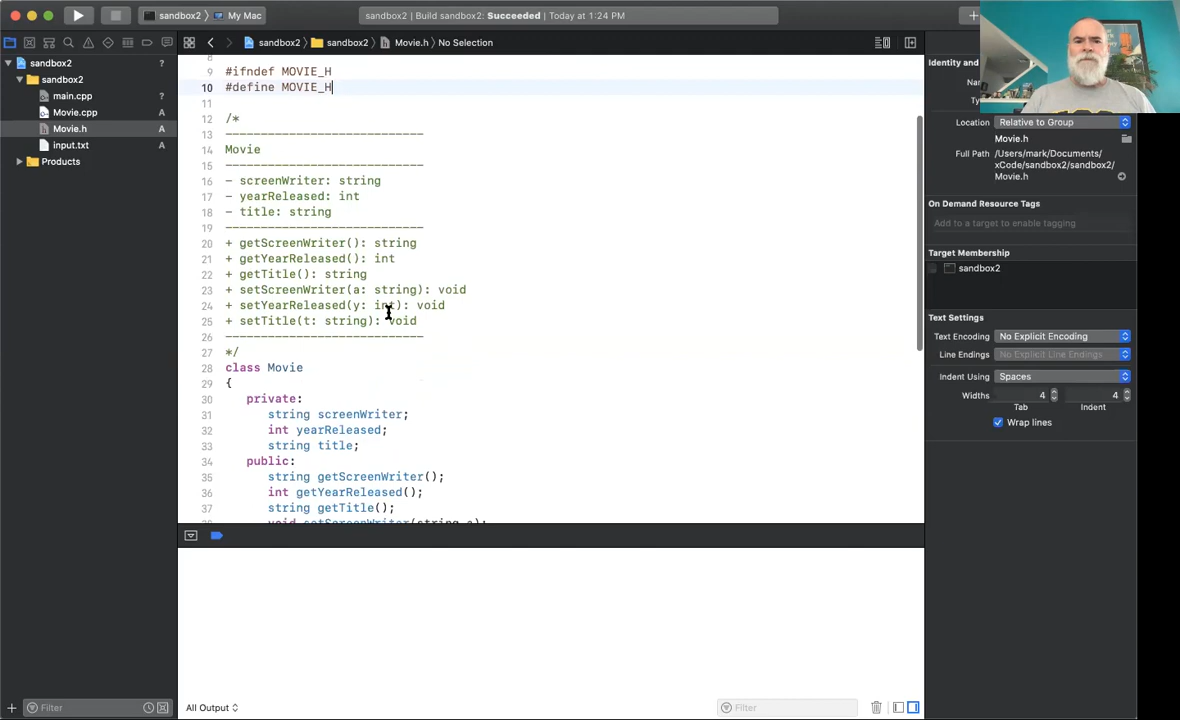 sandbox2 › My Mac
sandbox2 | Build sandbox2: Succeeded | Today at 1:24 PM
sandbox2 › sandbox2 › Movie.h › No Selection
sandbox2
sandbox2
main.cpp ?
Movie.cpp A
Movie.h A
input.txt A
Products
Filter
8
9 #ifndef MOVIE_H
10 #define MOVIE_H
11
12 /*
13 ----------------------------
14 Movie
15 ----------------------------
16 - screenWriter: string
17 - yearReleased: int
18 - title: string
19 ----------------------------
20 + getScreenWriter(): string
21 + getYearReleased(): int
22 + getTitle(): string
23 + setScreenWriter(a: string): void
24 + setYearReleased(y: int): void
25 + setTitle(t: string): void
26 ----------------------------
27 */
28 class Movie
29 {
30 private:
31 string screenWriter;
32 int yearReleased;
33 string title;
34 public:
35 string getScreenWriter();
36 int getYearReleased();
37 string getTitle();
38 void setScreenWriter(string a);
All Output
Filter
Identity and
Location Relative to Group
Movie.h
Full Path /Users/mark/Documents/
xCode/sandbox2/sandbox2/
Movie.h
On Demand Resource Tags
Add to a target to enable tagging
Target Membership
sandbox2
Text Settings
Text Encoding No Explicit Encoding
Line Endings No Explicit Line Endings
Indent Using Spaces
Widths 4 4
Tab Indent
Wrap lines